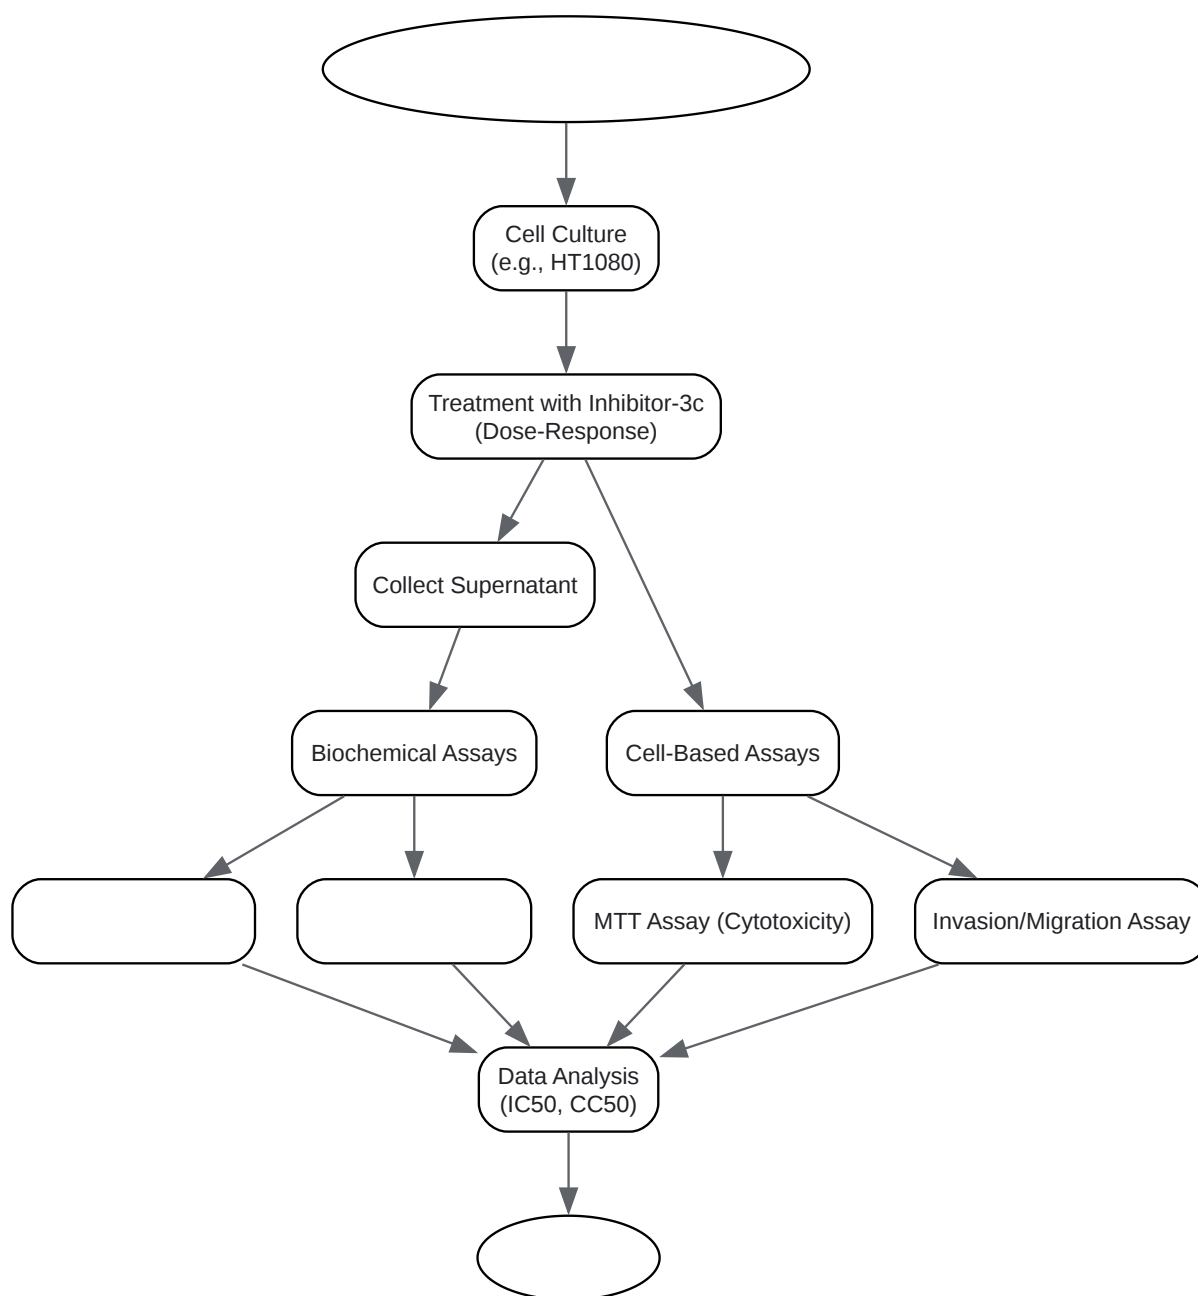 Cell Culture
(e.g., HT1080)
Treatment with Inhibitor-3c
(Dose-Response)
Collect Supernatant
Biochemical Assays
Cell-Based Assays
MTT Assay (Cytotoxicity)
Invasion/Migration Assay
Data Analysis
(IC50, CC50)